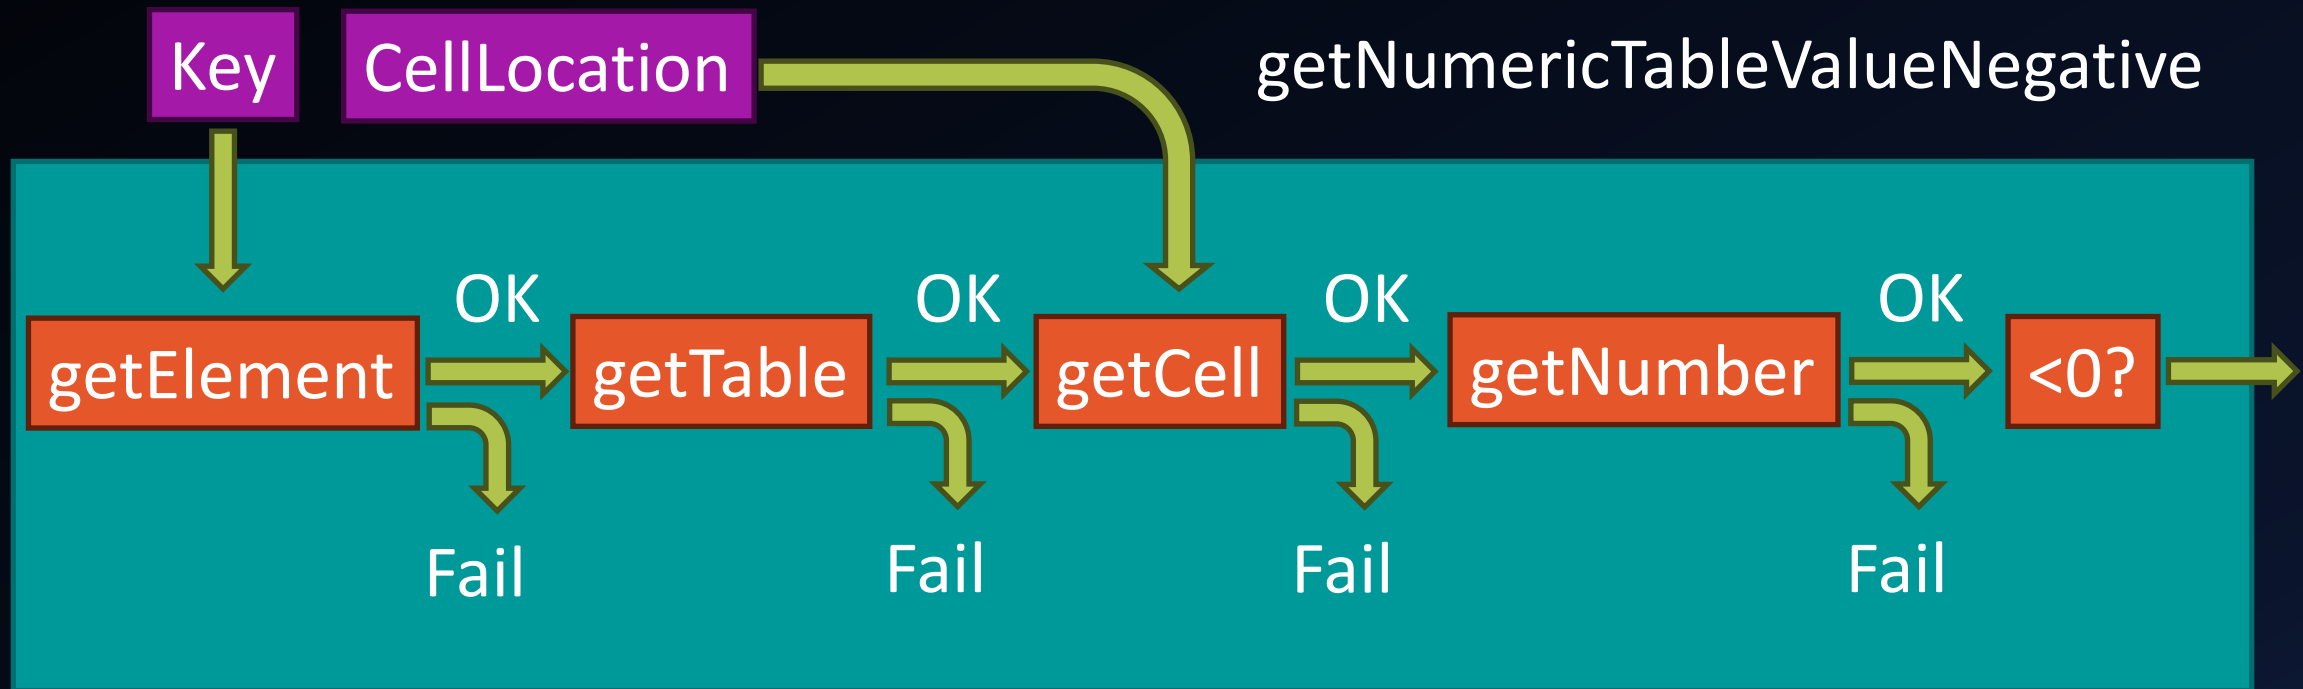 Key
CellLocation
getNumericTableValueNegative
OK
OK
OK
OK
getElement
getTable
getCell
getNumber
<0?
Fail
Fail
Fail
Fail